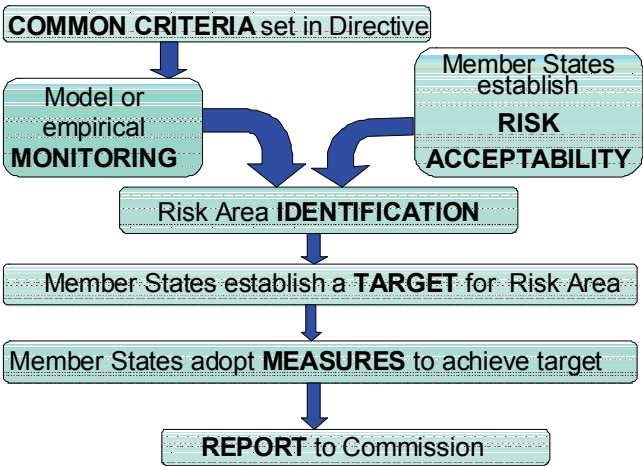 COMMON CRITERIA set in Directive
Model or
empirical
MONITORING
Member States
establish
RISK
ACCEPTABILITY
Risk Area IDENTIFICATION
Member States establish a TARGET for Risk Area
Member States adopt MEASURES to achieve target
REPORT to Commission